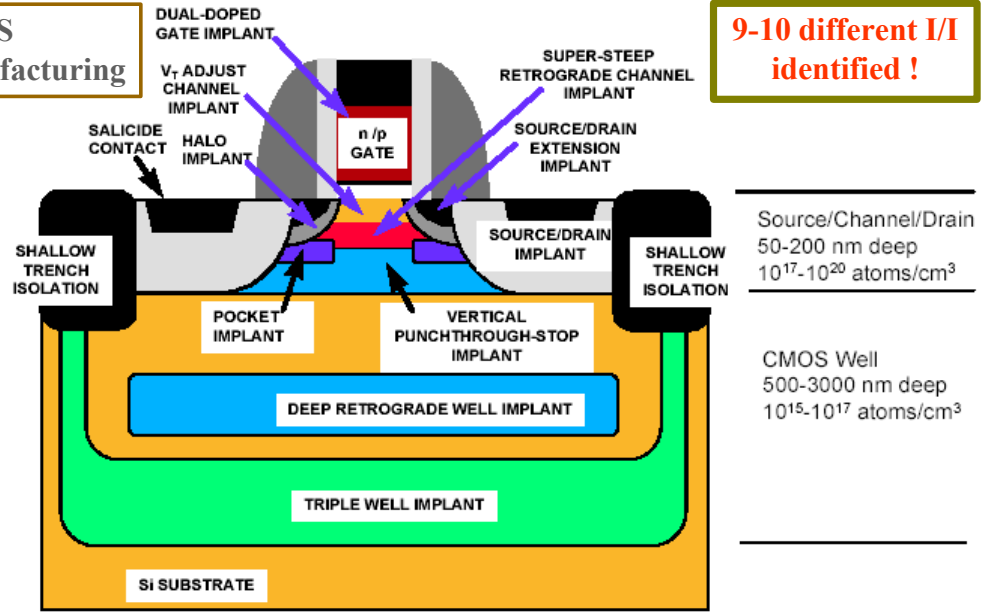 S
facturing
DUAL-DOPED
GATE IMPLANT
9-10 different I/I
identified !
V_T ADJUST
CHANNEL
IMPLANT
SUPER-STEEP
RETROGRADE CHANNEL
IMPLANT
SALICIDE
CONTACT
HALO
IMPLANT
n /p
GATE
SOURCE/DRAIN
EXTENSION
IMPLANT
SHALLOW
TRENCH
ISOLATION
SOURCE/DRAIN
IMPLANT
SHALLOW
TRENCH
ISOLATION
Source/Channel/Drain
50-200 nm deep
10¹⁷-10²⁰ atoms/cm³
POCKET
IMPLANT
VERTICAL
PUNCHTHROUGH-STOP
IMPLANT
CMOS Well
500-3000 nm deep
10¹⁵-10¹⁷ atoms/cm³
DEEP RETROGRADE WELL IMPLANT
TRIPLE WELL IMPLANT
Si SUBSTRATE